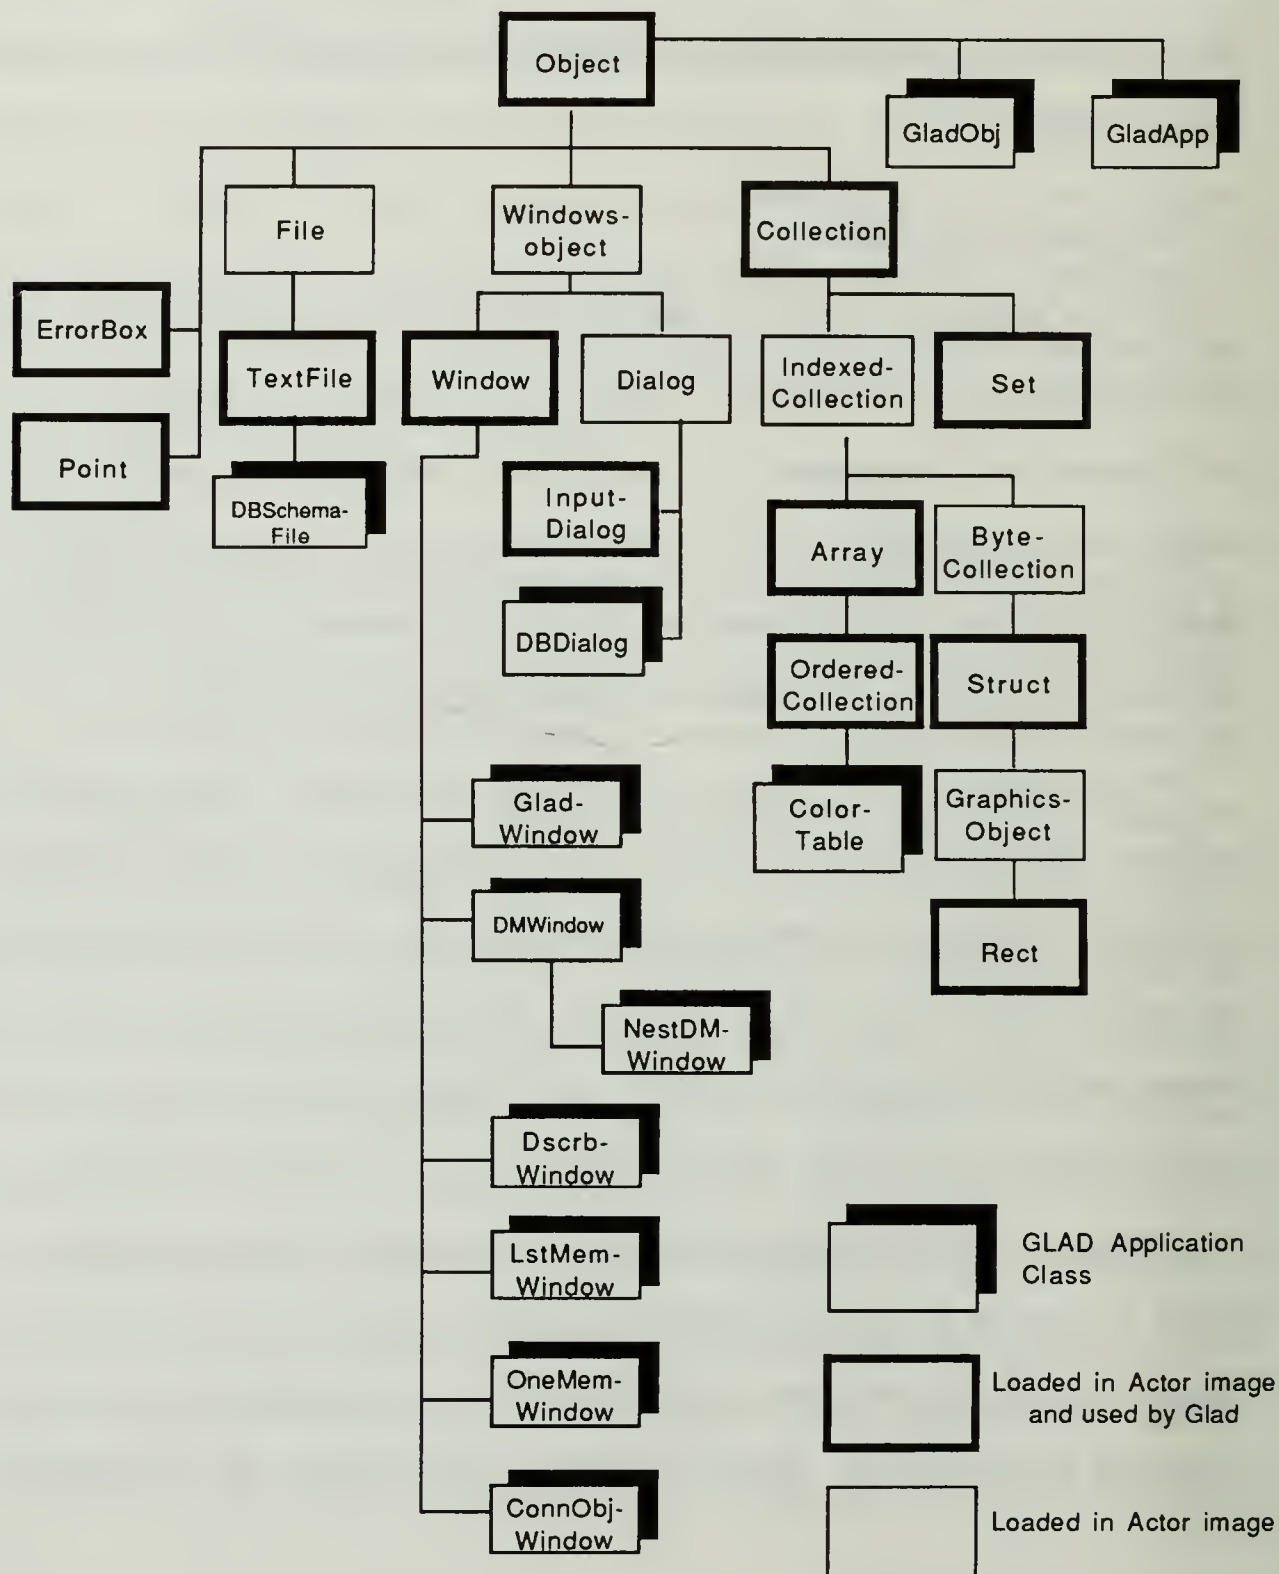 Object
GladObj
GladApp
File
Windows-
object
Collection
ErrorBox
TextFile
Window
Dialog
Indexed-
Collection
Set
Point
DBSchema-
File
Input-
Dialog
Array
Byte-
Collection
DBDialog
Ordered-
Collection
Struct
Glad-
Window
Color-
Table
Graphics-
Object
DMWindow
Rect
NestDM-
Window
Dscrb-
Window
LstMem-
Window
OneMem-
Window
ConnObj-
Window
GLAD Application
Class
Loaded in Actor image
and used by Glad
Loaded in Actor image